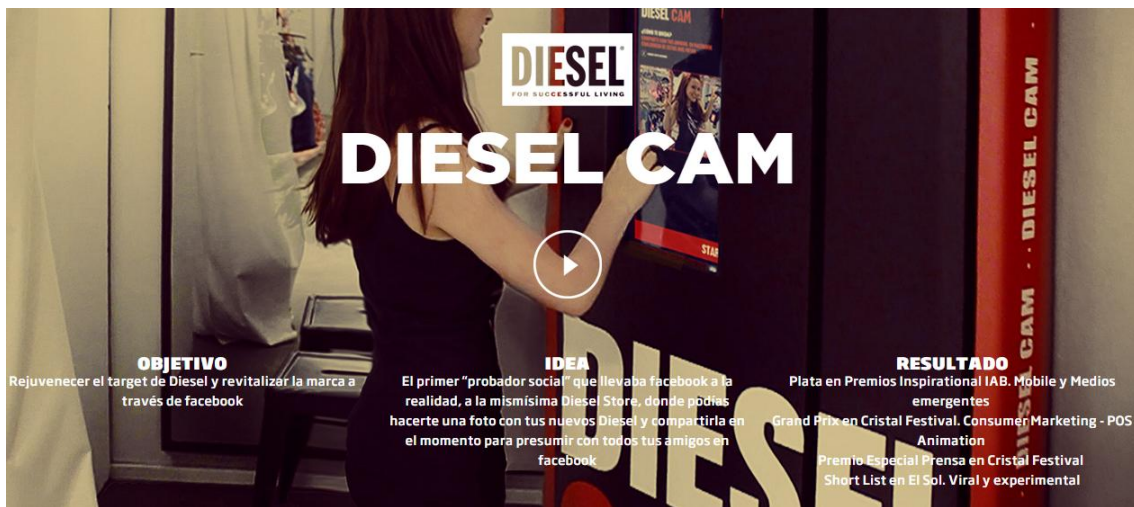 DIESEL CAM
DIESEL
FOR SUCCESSFUL LIVING
DIESEL CAM
STAR
DIESEL CAM · · DIESEL CAM ·
DIESEL
OBJETIVO
Rejuvenecer el target de Diesel y revitalizar la marca a
través de facebook
IDEA
El primer "probador social" que llevaba facebook a la
realidad, a la mismísima Diesel Store, donde podías
hacerte una foto con tus nuevos Diesel y compartirla en
el momento para presumir con todos tus amigos en
facebook
RESULTADO
Plata en Premios Inspirational IAB. Mobile y Medios
emergentes
Grand Prix en Cristal Festival. Consumer Marketing - POS
Animation
Premio Especial Prensa en Cristal Festival
Short List en El Sol. Viral y experimental